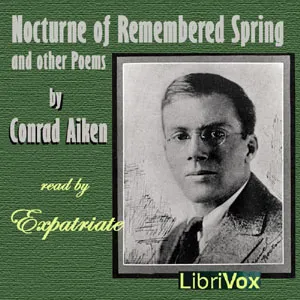 Nocturne of Remembered Spring
and other Poems
by
Conrad Aiken
read by
Expatriate
LibriVox